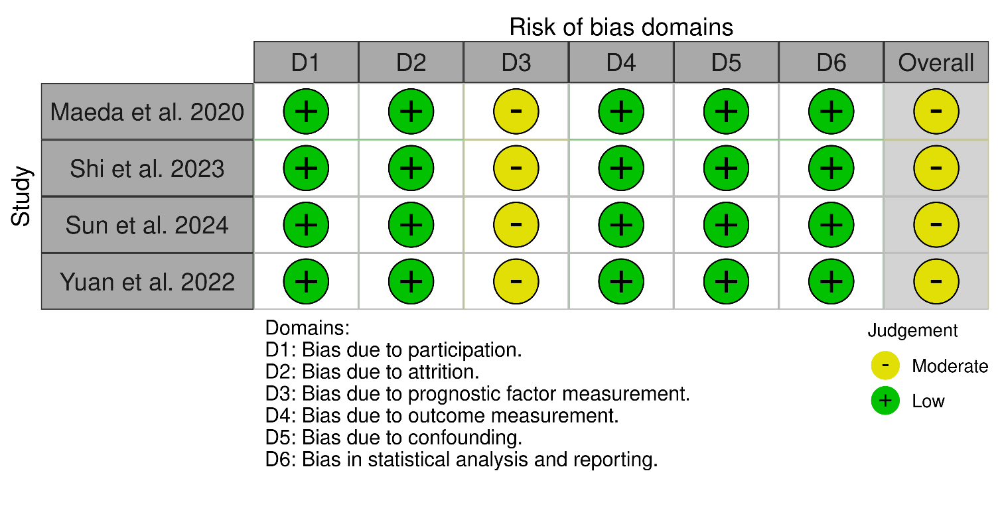 Risk of bias domains
D1 D2 D3 D4 D5 D6 Overall
Study
Maeda et al. 2020 + + - + + + -
Shi et al. 2023 + + - + + + -
Sun et al. 2024 + + - + + + -
Yuan et al. 2022 + + - + + + -
Domains:
D1: Bias due to participation.
D2: Bias due to attrition.
D3: Bias due to prognostic factor measurement.
D4: Bias due to outcome measurement.
D5: Bias due to confounding.
D6: Bias in statistical analysis and reporting.
Judgement
- Moderate
+ Low